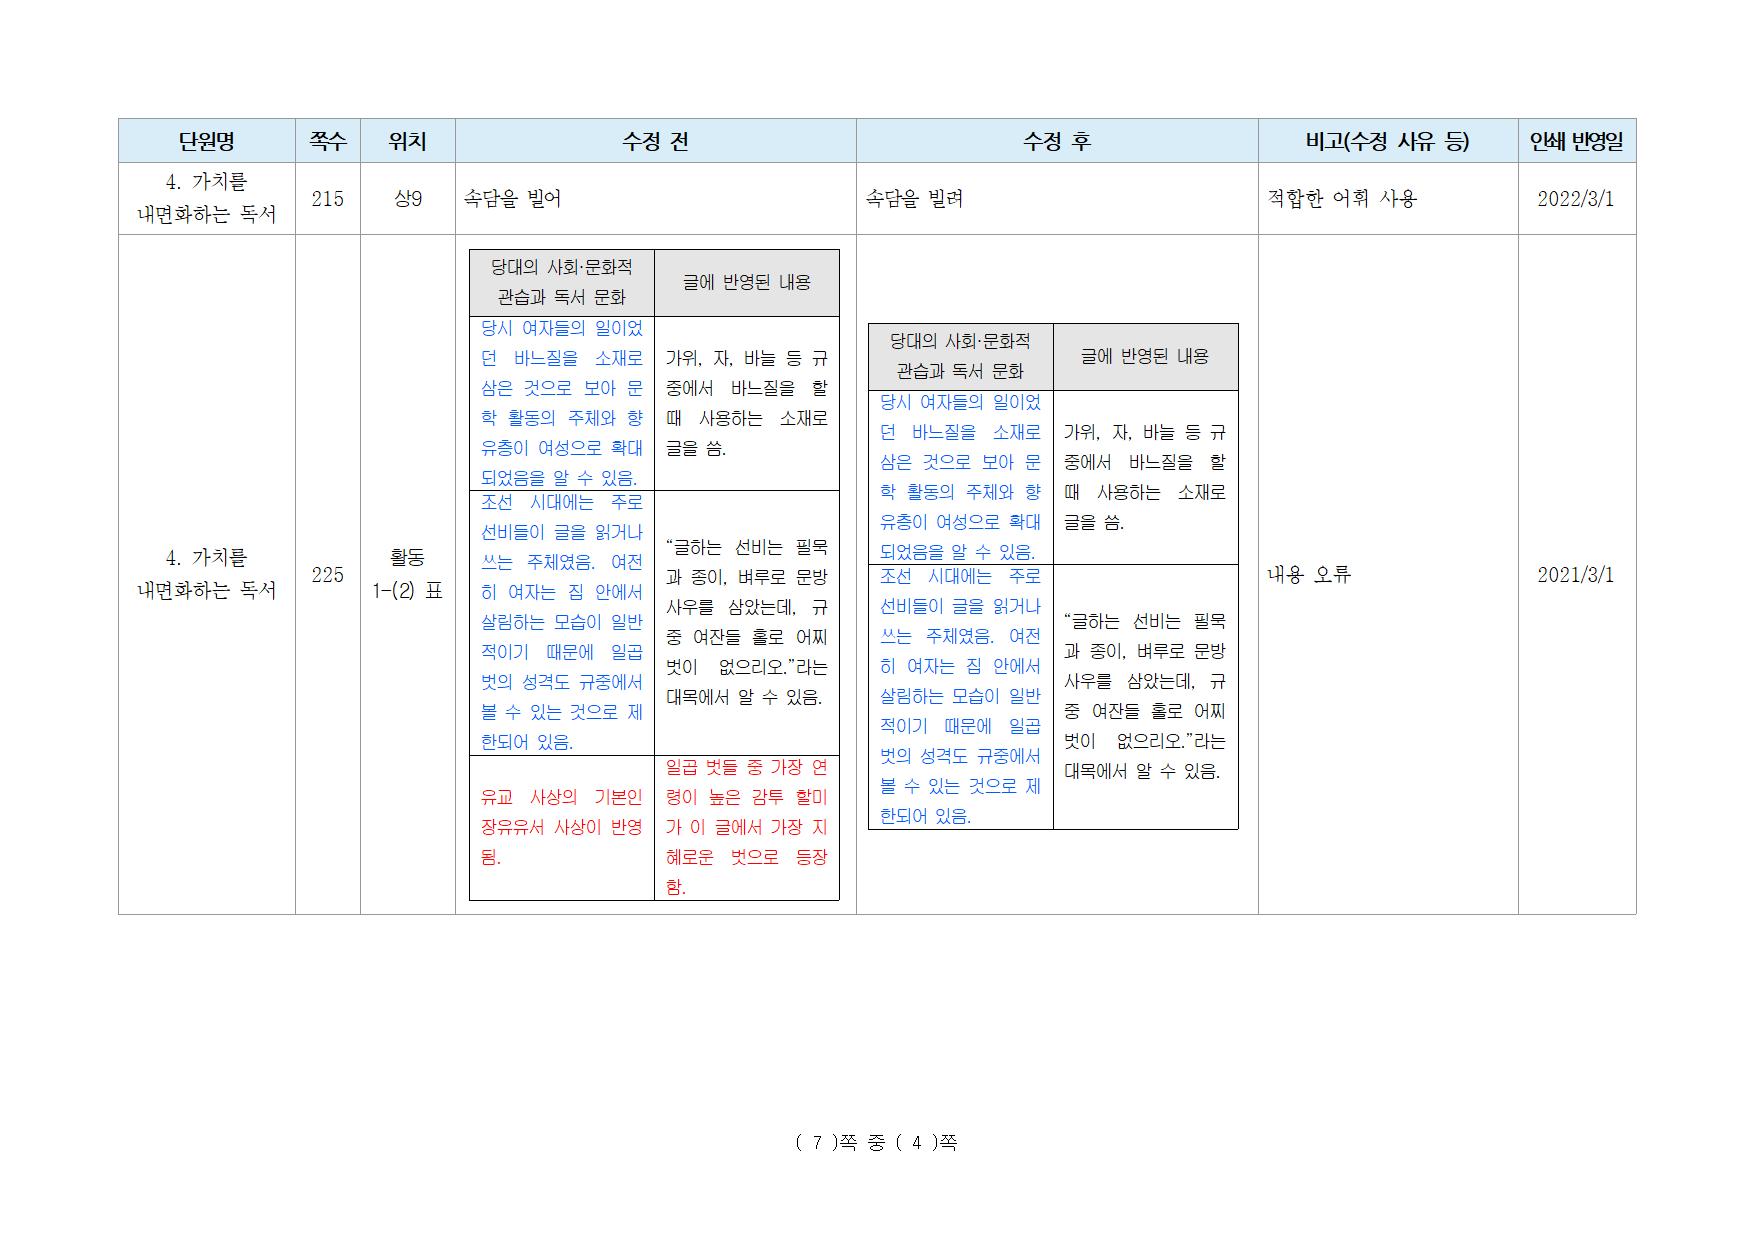 단원명 쪽수 위치 수정 전 수정 후 비고(수정 사유 등) 인쇄 반영일
4. 가치를
내면화하는 독서
215
상9
속담을 빌어
속담을 빌려
적합한 어휘 사용
2022/3/1
4. 가치를
내면화하는 독서
225
활동
1-(2) 표
당대의 사회·문화적
관습과 독서 문화
글에 반영된 내용
당시 여자들의 일이었
던 바느질을 소재로
삼은 것으로 보아 문
학 활동의 주체와 향
유층이 여성으로 확대
되었음을 알 수 있음.
가위, 자, 바늘 등 규
중에서 바느질을 할
때 사용하는 소재로
글을 씀.
조선 시대에는 주로
선비들이 글을 읽거나
쓰는 주체였음. 여전
히 여자는 집 안에서
살림하는 모습이 일반
적이기 때문에 일곱
벗의 성격도 규중에서
볼 수 있는 것으로 제
한되어 있음.
“글하는 선비는 필묵
과 종이, 벼루로 문방
사우를 삼았는데, 규
중 여잔들 홀로 어찌
벗이 없으리오.”라는
대목에서 알 수 있음.
유교 사상의 기본인
장유유서 사상이 반영
됨.
일곱 벗들 중 가장 연
령이 높은 감투 할미
가 이 글에서 가장 지
혜로운 벗으로 등장
함.
당대의 사회·문화적
관습과 독서 문화
글에 반영된 내용
당시 여자들의 일이었
던 바느질을 소재로
삼은 것으로 보아 문
학 활동의 주체와 향
유층이 여성으로 확대
되었음을 알 수 있음.
가위, 자, 바늘 등 규
중에서 바느질을 할
때 사용하는 소재로
글을 씀.
조선 시대에는 주로
선비들이 글을 읽거나
쓰는 주체였음. 여전
히 여자는 집 안에서
살림하는 모습이 일반
적이기 때문에 일곱
벗의 성격도 규중에서
볼 수 있는 것으로 제
한되어 있음.
“글하는 선비는 필묵
과 종이, 벼루로 문방
사우를 삼았는데, 규
중 여잔들 홀로 어찌
벗이 없으리오.”라는
대목에서 알 수 있음.
내용 오류
2021/3/1
( 7 )쪽 중 ( 4 )쪽